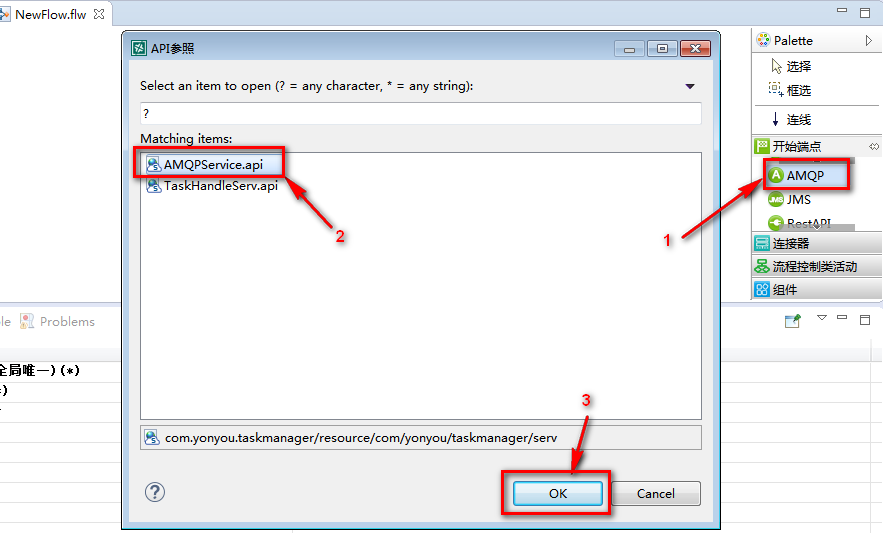 NewFlow.flw
API参照
Select an item to open (? = any character, * = any string):
?
Matching items:
AMQPService.api
TaskHandleServ.api
2
com.yonyou.taskmanager/resource/com/yonyou/taskmanager/serv
3
OK
Cancel
Palette
选择
框选
连线
开始端点
AMQP
A
JMS
JMS
RestAPI
1
连接器
流程控制类活动
组件
le
Problems
全局唯一)(*)
*)